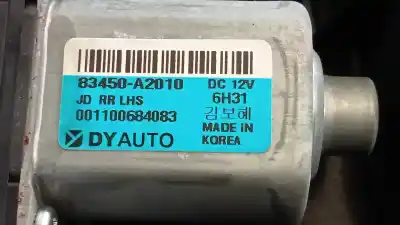 83450-A2010 DC 12V
JD RR LHS 6H31
001100684083 김보혜
DYAUTO MADE IN
KOREA